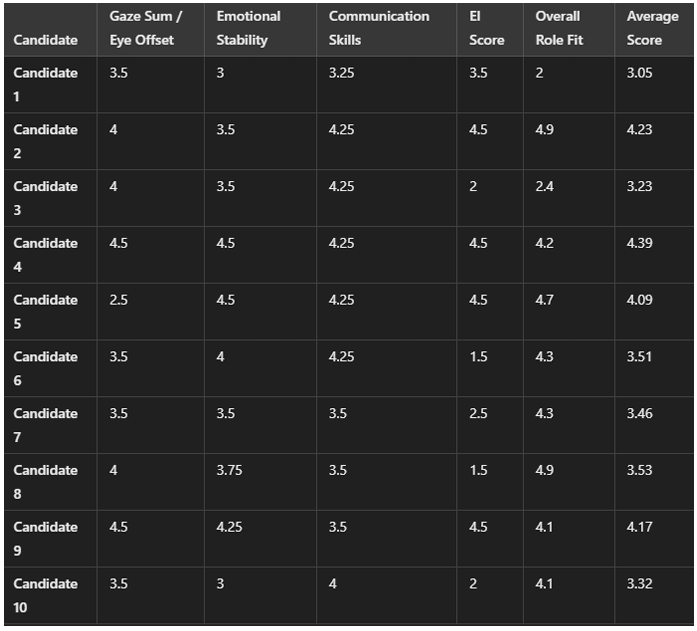 Candidate Gaze Sum / Eye Offset Emotional Stability Communication Skills EI Score Overall Role Fit Average Score
Candidate 1 3.5 3 3.25 3.5 2 3.05
Candidate 2 4 3.5 4.25 4.5 4.9 4.23
Candidate 3 4 3.5 4.25 2 2.4 3.23
Candidate 4 4.5 4.5 4.25 4.5 4.2 4.39
Candidate 5 2.5 4.5 4.25 4.5 4.7 4.09
Candidate 6 3.5 4 4.25 1.5 4.3 3.51
Candidate 7 3.5 3.5 3.5 2.5 4.3 3.46
Candidate 8 4 3.75 3.5 1.5 4.9 3.53
Candidate 9 4.5 4.25 3.5 4.5 4.1 4.17
Candidate 10 3.5 3 4 2 4.1 3.32